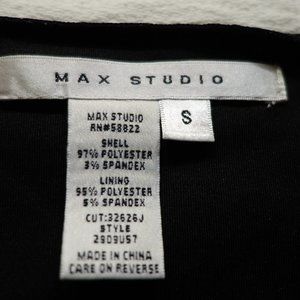 MAX STUDIO
S
MAX STUDIO
RN#58822
SHELL
97% POLYESTER
3% SPANDEX
LINING
95% POLYESTER
5% SPANDEX
CUT:32626J
STYLE
2909U57
MADE IN CHINA
CARE ON REVERSE